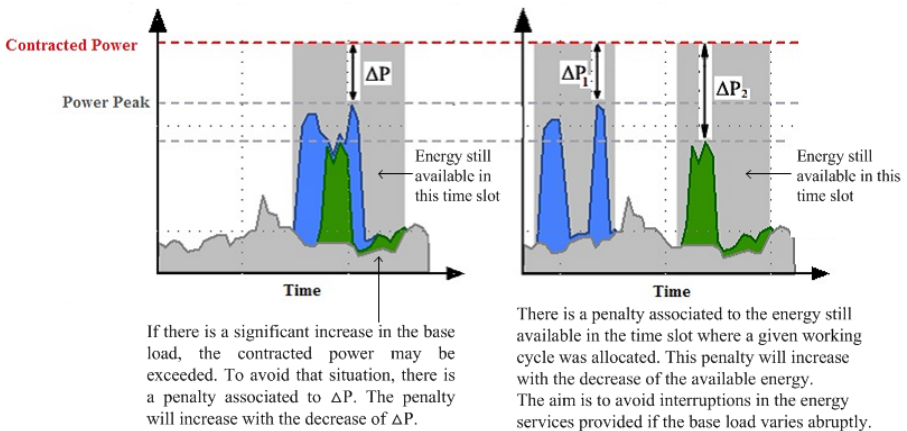 Contracted Power
ΔP
ΔP1
ΔP2
Power Peak
Energy still
available in
this time slot
Energy still
available in this
time slot
Time
Time
If there is a significant increase in the base
load, the contracted power may be
exceeded. To avoid that situation, there is
a penalty associated to ΔP. The penalty
will increase with the decrease of ΔP.
There is a penalty associated to the energy still
available in the time slot where a given working
cycle was allocated. This penalty will increase
with the decrease of the available energy.
The aim is to avoid interruptions in the energy
services provided if the base load varies abruptly.